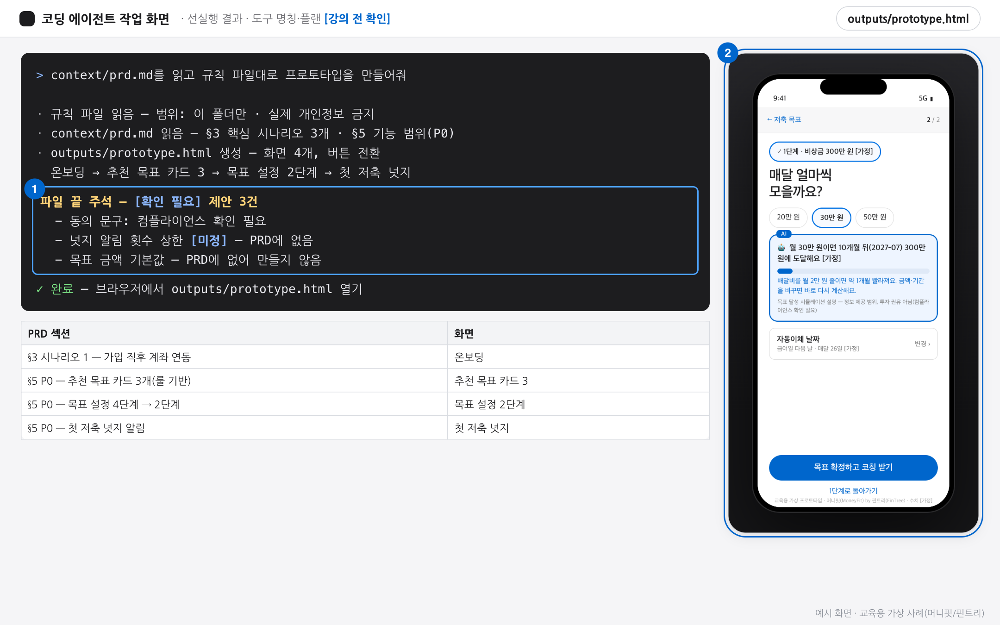 코딩 에이전트 작업 화면 · 선실행 결과 · 도구 명칭·플랜 [강의 전 확인]
outputs/prototype.html
> context/prd.md를 읽고 규칙 파일대로 프로토타입을 만들어줘
· 규칙 파일 읽음 — 범위: 이 폴더만 · 실제 개인정보 금지
· context/prd.md 읽음 — §3 핵심 시나리오 3개 · §5 기능 범위(P0)
· outputs/prototype.html 생성 — 화면 4개, 버튼 전환
온보딩 → 추천 목표 카드 3 → 목표 설정 2단계 → 첫 저축 넛지
1
파일 끝 주석 — [확인 필요] 제안 3건
— 동의 문구: 컴플라이언스 확인 필요
— 넛지 알림 횟수 상한 [미정] — PRD에 없음
— 목표 금액 기본값 — PRD에 없어 만들지 않음
✓ 완료 — 브라우저에서 outputs/prototype.html 열기
PRD 섹션 화면
§3 시나리오 1 — 가입 직후 계좌 연동 온보딩
§5 P0 — 추천 목표 카드 3개(룰 기반) 추천 목표 카드 3
§5 P0 — 목표 설정 4단계 → 2단계 목표 설정 2단계
§5 P0 — 첫 저축 넛지 알림 첫 저축 넛지
2
9:41 5G
← 저축 목표 2 / 2
✓ 1단계 · 비상금 300만 원 [가정]
매달 얼마씩
모을까요?
20만 원 30만 원 50만 원
AI
월 30만 원이면 10개월 뒤(2027-07) 300만
원에 도달해요 [가정]
배달비를 월 2만 원 줄이면 약 1개월 빨라져요. 금액·기간
을 바꾸면 바로 다시 계산해요.
목표 달성 시뮬레이션 설명 — 정보 제공 범위, 투자 권유 아님(컴플라
이언스 확인 필요)
자동이체 날짜
급여일 다음 날 · 매달 26일 [가정]
변경 ›
목표 확정하고 코칭 받기
1단계로 돌아가기
교육용 가상 프로토타입 · 머니핏(MoneyFit) by 핀트리(FinTree) · 수치 [가정]
예시 화면 · 교육용 가상 사례(머니핏/핀트리)